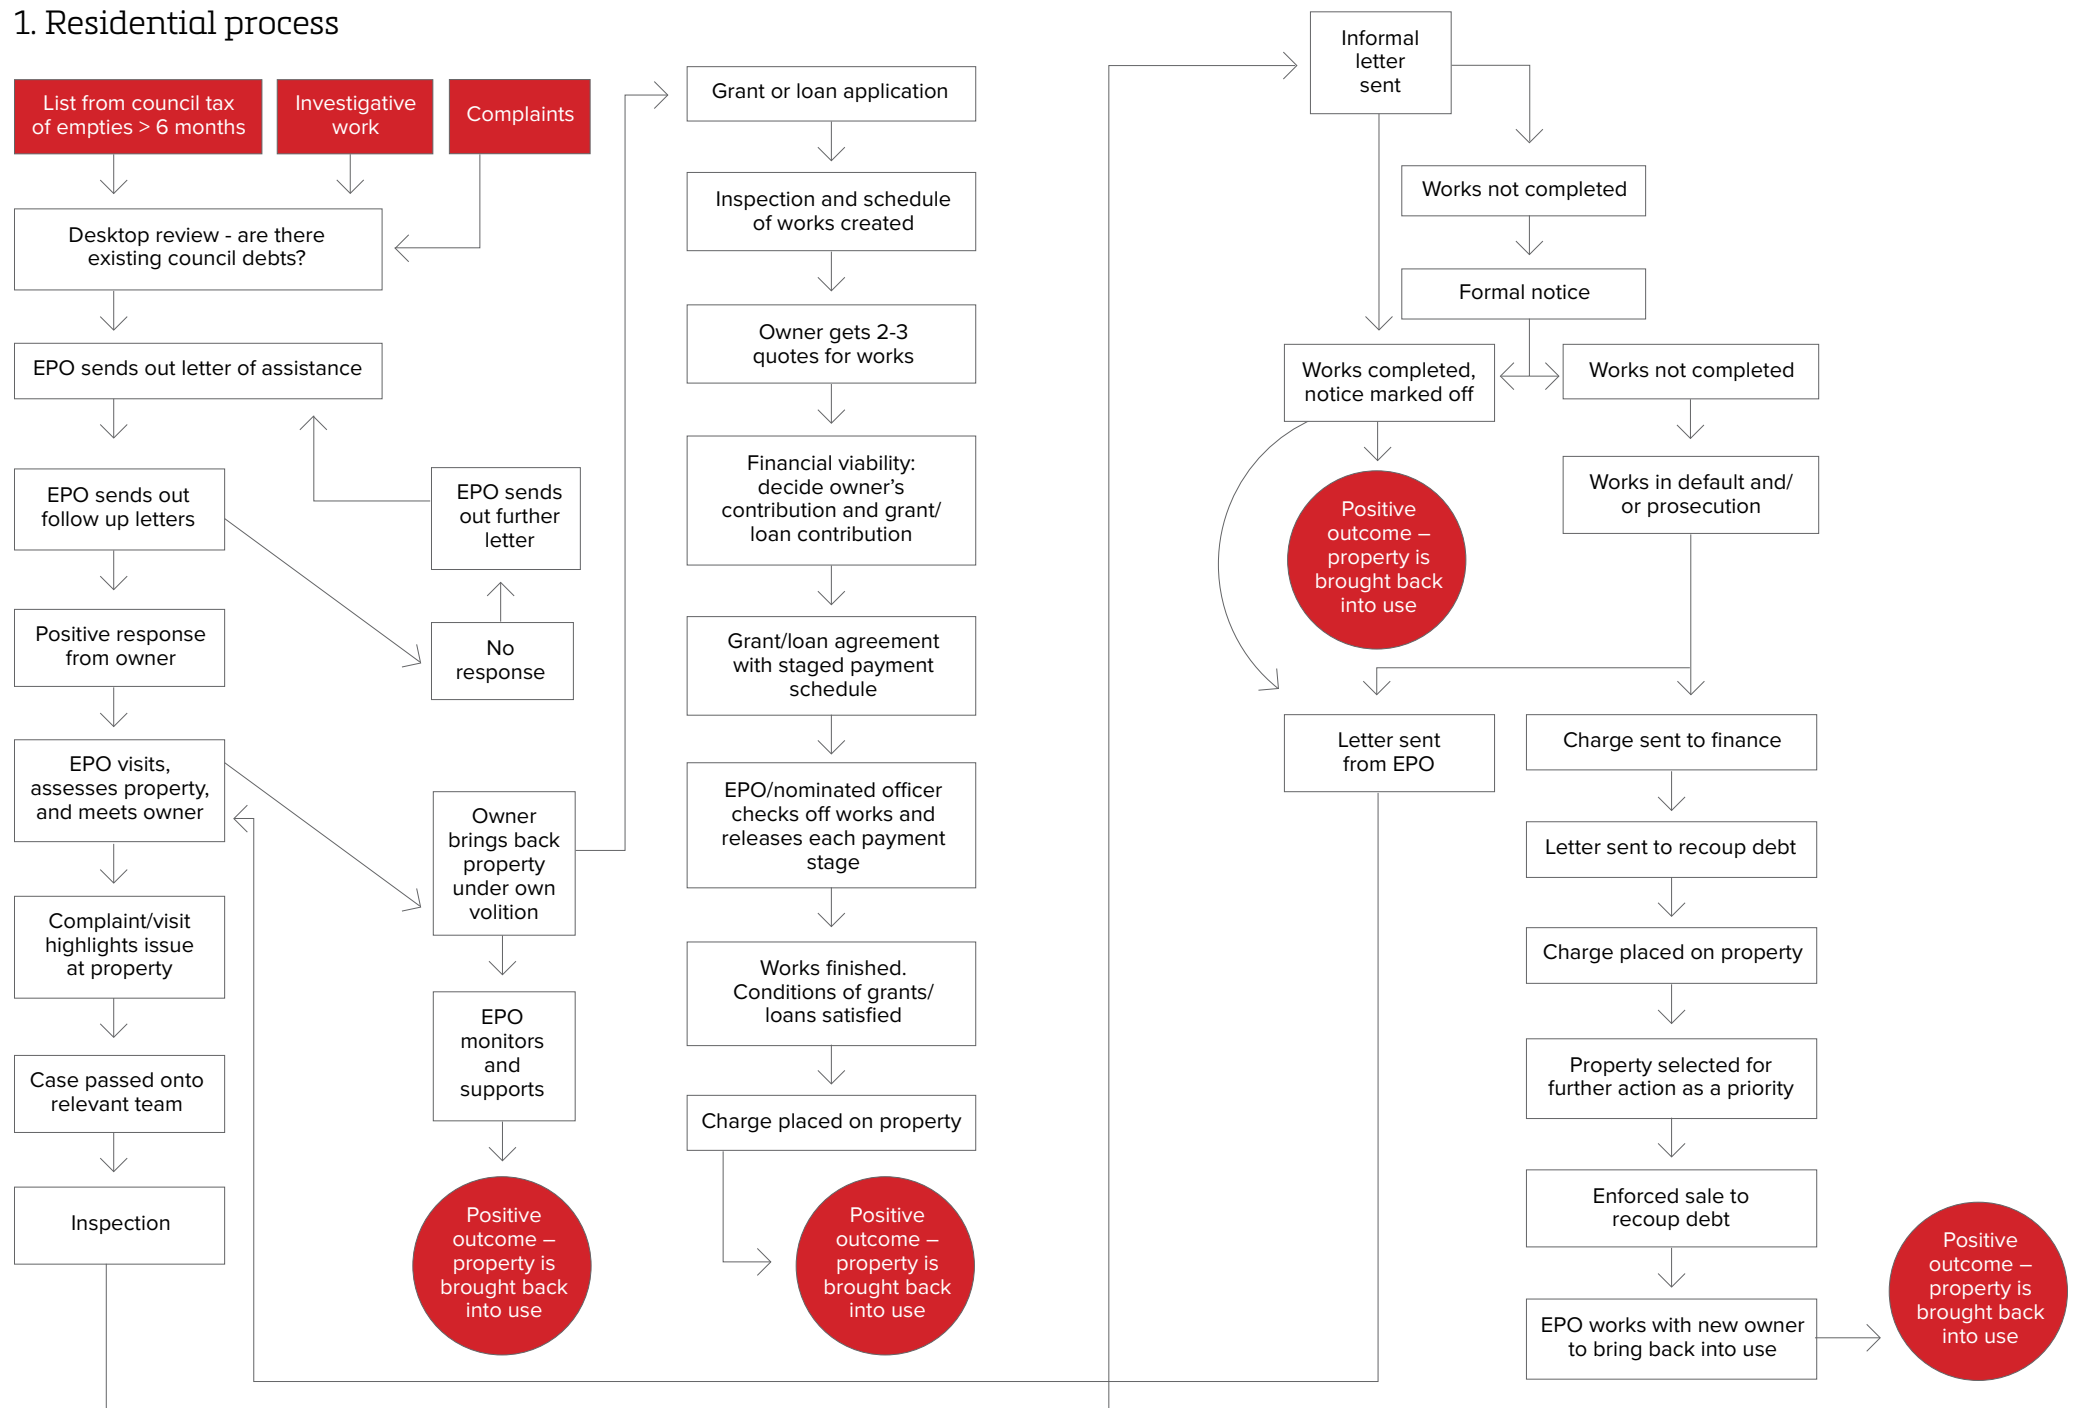 1. Residential process
List from council tax
of empties > 6 months
Investigative
work
Complaints
Desktop review - are there
existing council debts?
EPO sends out letter of assistance
EPO sends out
follow up letters
EPO sends
out further
letter
Positive response
from owner
No
response
EPO visits,
assesses property,
and meets owner
Owner
brings back
property
under own
volition
Complaint/visit
highlights issue
at property
EPO
monitors
and
supports
Case passed onto
relevant team
Inspection
Positive
outcome –
property is
brought back
into use
Grant or loan application
Inspection and schedule
of works created
Owner gets 2-3
quotes for works
Financial viability:
decide owner’s
contribution and grant/
loan contribution
Grant/loan agreement
with staged payment
schedule
EPO/nominated officer
checks off works and
releases each payment
stage
Works finished.
Conditions of grants/
loans satisfied
Charge placed on property
Positive
outcome –
property is
brought back
into use
Informal
letter
sent
Works not completed
Formal notice
Works completed,
notice marked off
Works not completed
Positive
outcome –
property is
brought back
into use
Works in default and/
or prosecution
Letter sent
from EPO
Charge sent to finance
Letter sent to recoup debt
Charge placed on property
Property selected for
further action as a priority
Enforced sale to
recoup debt
EPO works with new owner
to bring back into use
Positive
outcome –
property is
brought back
into use